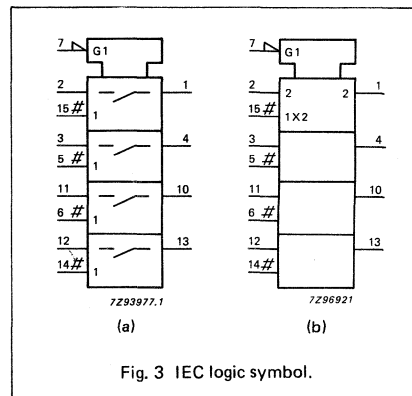 7 G1
2 1
15 # 1
3 4
5 # 1
11 10
6 # 1
12 13
14 # 1
7Z93977.1
(a)
7 G1
2 2 2 1
15 # 1X2
3 4
5 #
11 10
6 #
12 13
14 #
7Z96921
(b)
Fig. 3 IEC logic symbol.